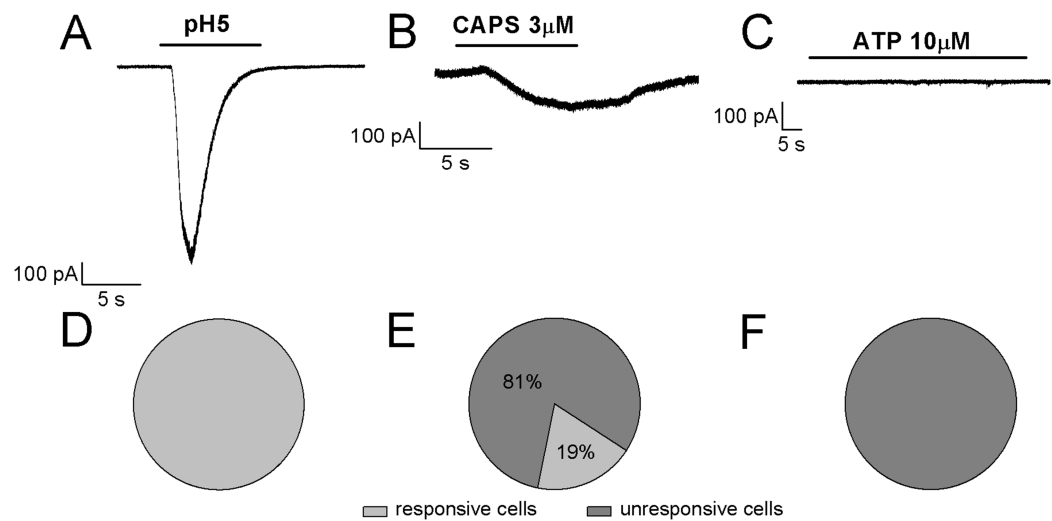 A
pH5
B
CAPS 3µM
C
ATP 10µM
100 pA
5 s
100 pA
5 s
100 pA
5 s
D
E
F
81%
19%
responsive cells
unresponsive cells